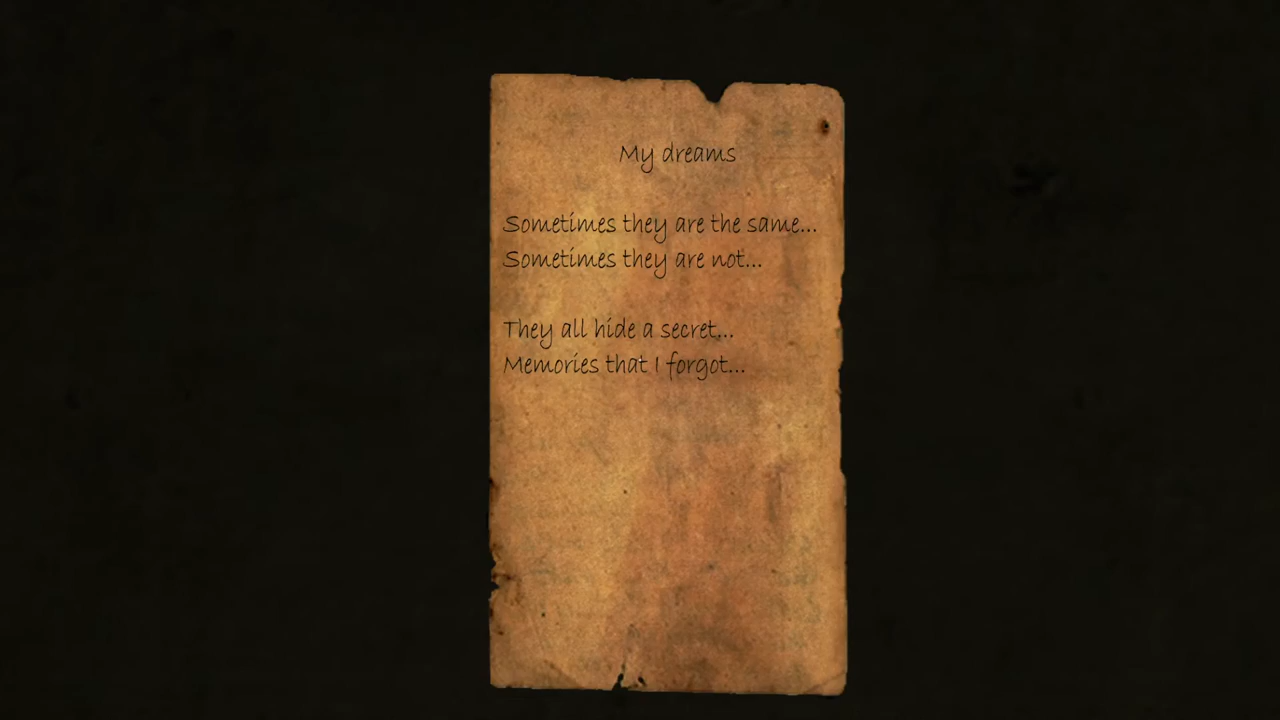 My dreams
Sometimes they are the same...
Sometimes they are not...
They all hide a secret...
Memories that I forgot...